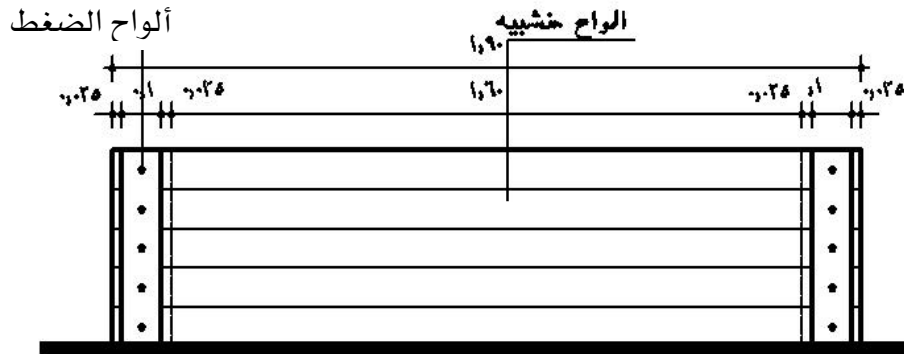 ألواح الضغط
الواح خشبيه
١,٩٠
٠,٠٢٥ ٠,١ ٠,٠٢٥ ١,٦٠ ٠,٠٢٥ ٠,١ ٠,٠٢٥